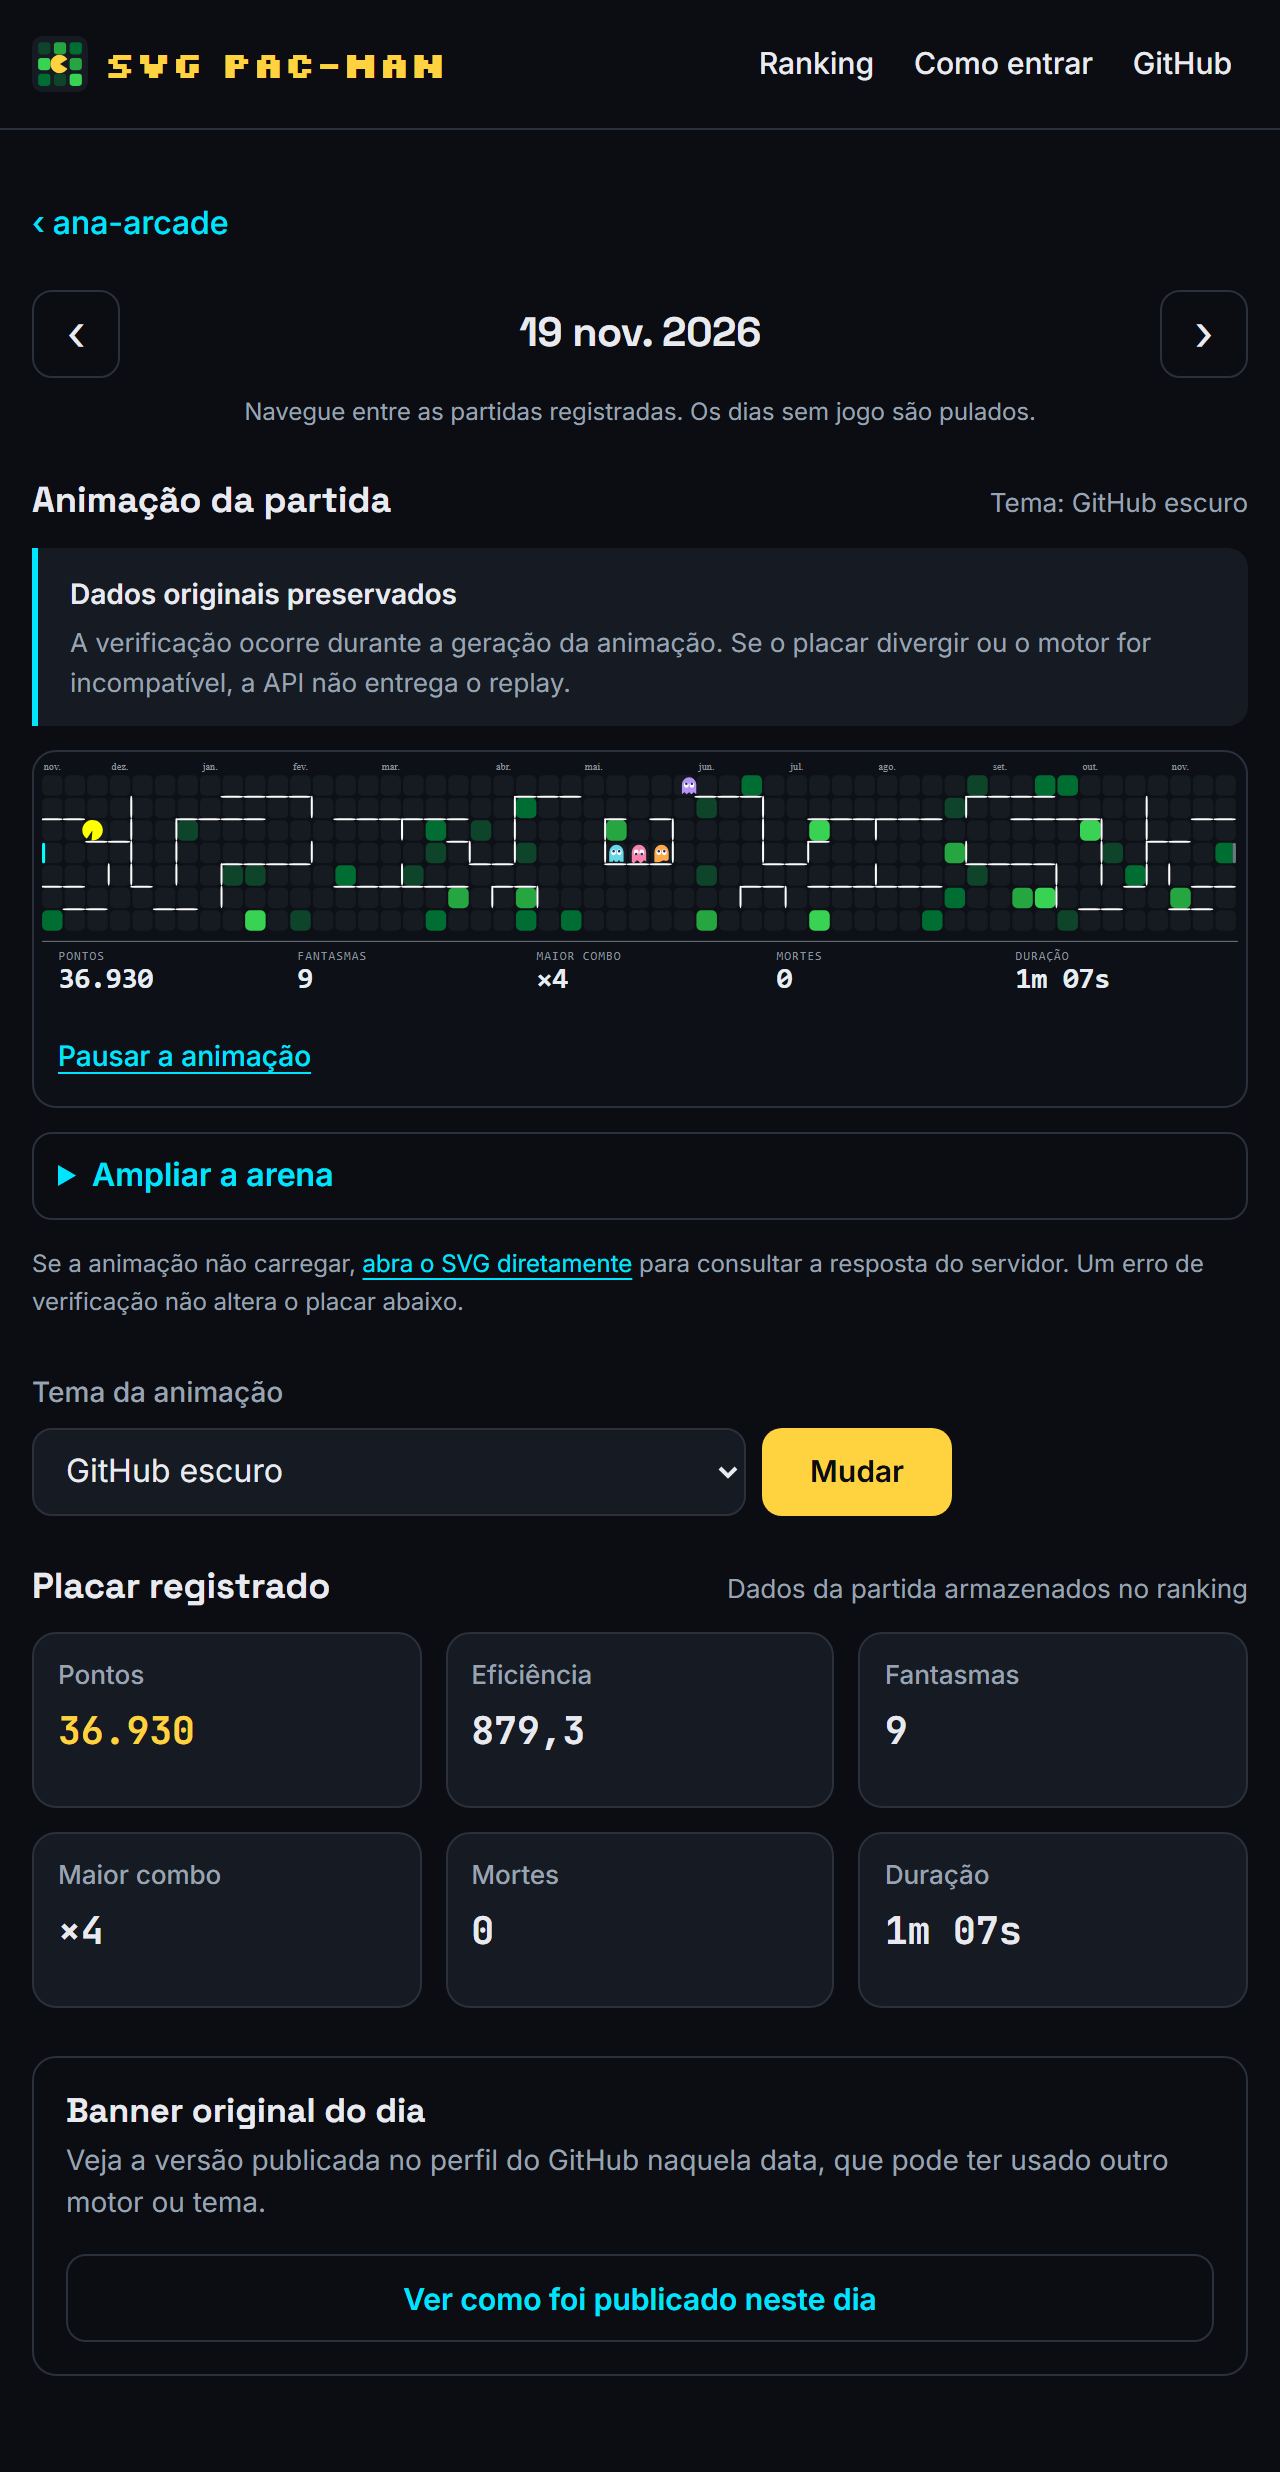 SVG PAC-MAN
Ranking Como entrar GitHub
‹ ana-arcade
‹ 19 nov. 2026 ›
Navegue entre as partidas registradas. Os dias sem jogo são pulados.
Animação da partida
Tema: GitHub escuro
Dados originais preservados
A verificação ocorre durante a geração da animação. Se o placar divergir ou o motor for
incompatível, a API não entrega o replay.
nov. dez. jan. fev. mar. abr. mai. jun. jul. ago. set. out. nov.
PONTOS FANTASMAS MAIOR COMBO MORTES DURAÇÃO
36.930 9 ×4 0 1m 07s
Pausar a animação
Ampliar a arena
Se a animação não carregar, abra o SVG diretamente para consultar a resposta do servidor. Um erro de
verificação não altera o placar abaixo.
Tema da animação
GitHub escuro
Mudar
Placar registrado
Dados da partida armazenados no ranking
Pontos Eficiência Fantasmas
36.930 879,3 9
Maior combo Mortes Duração
×4 0 1m 07s
Banner original do dia
Veja a versão publicada no perfil do GitHub naquela data, que pode ter usado outro
motor ou tema.
Ver como foi publicado neste dia